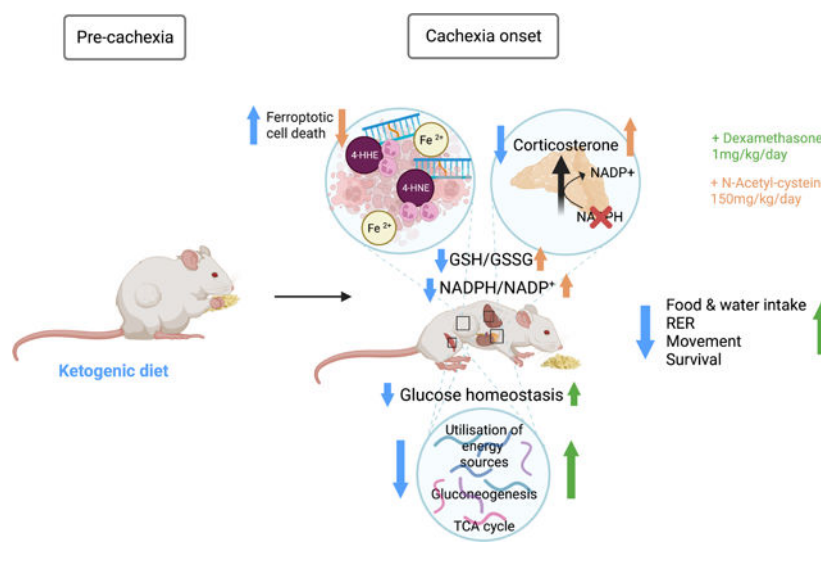 Pre-cachexia
Cachexia onset
Ferroptotic
cell death
4-HHE
Fe 2+
4-HNE
Fe 2+
Corticosterone
NADP+
NADPH
+ Dexamethasone
1mg/kg/day
+ N-Acetyl-cystein
150mg/kg/day
GSH/GSSG
NADPH/NADP+
Ketogenic diet
Food & water intake
RER
Movement
Survival
Glucose homeostasis
Utilisation of
energy
sources
Gluconeogenesis
TCA cycle